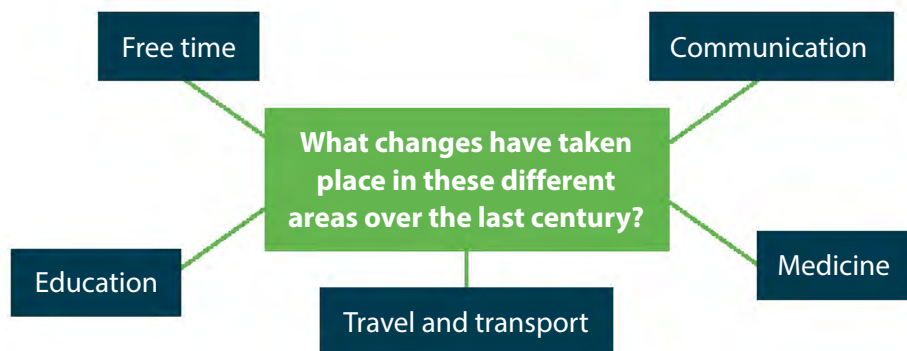 Free time
Communication
What changes have taken
place in these different
areas over the last century?
Education
Medicine
Travel and transport